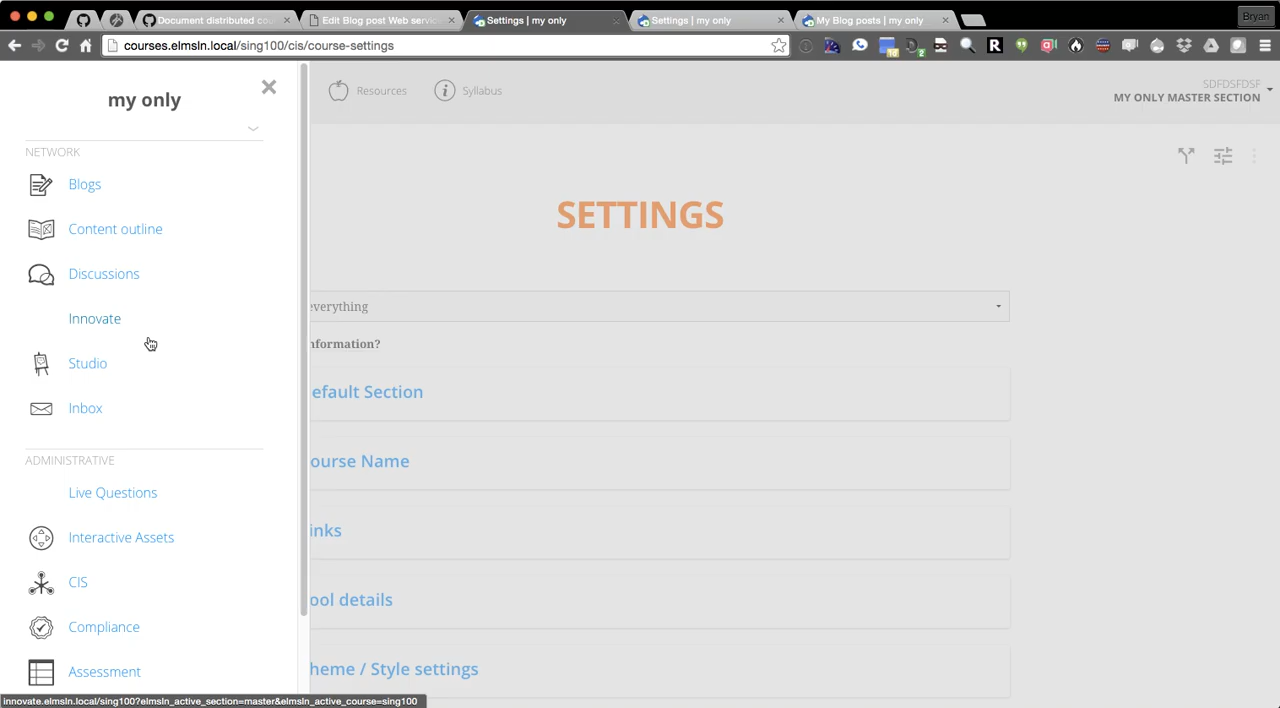 Document distributed cou
Edit Blog post Web service
Settings | my only
Settings | my only
My Blog posts | my only
Bryan
courses.elmsln.local/sing100/cis/course-settings
my only
Resources
Syllabus
SDFDSFDSF
MY ONLY MASTER SECTION
NETWORK
Blogs
Content outline
Discussions
Innovate
Studio
Inbox
ADMINISTRATIVE
Live Questions
Interactive Assets
CIS
Compliance
Assessment
SETTINGS
everything
nformation?
efault Section
ourse Name
inks
ool details
heme / Style settings
innovate.elmsln.local/sing100?elmsln_active_section=master&elmsln_active_course=sing100